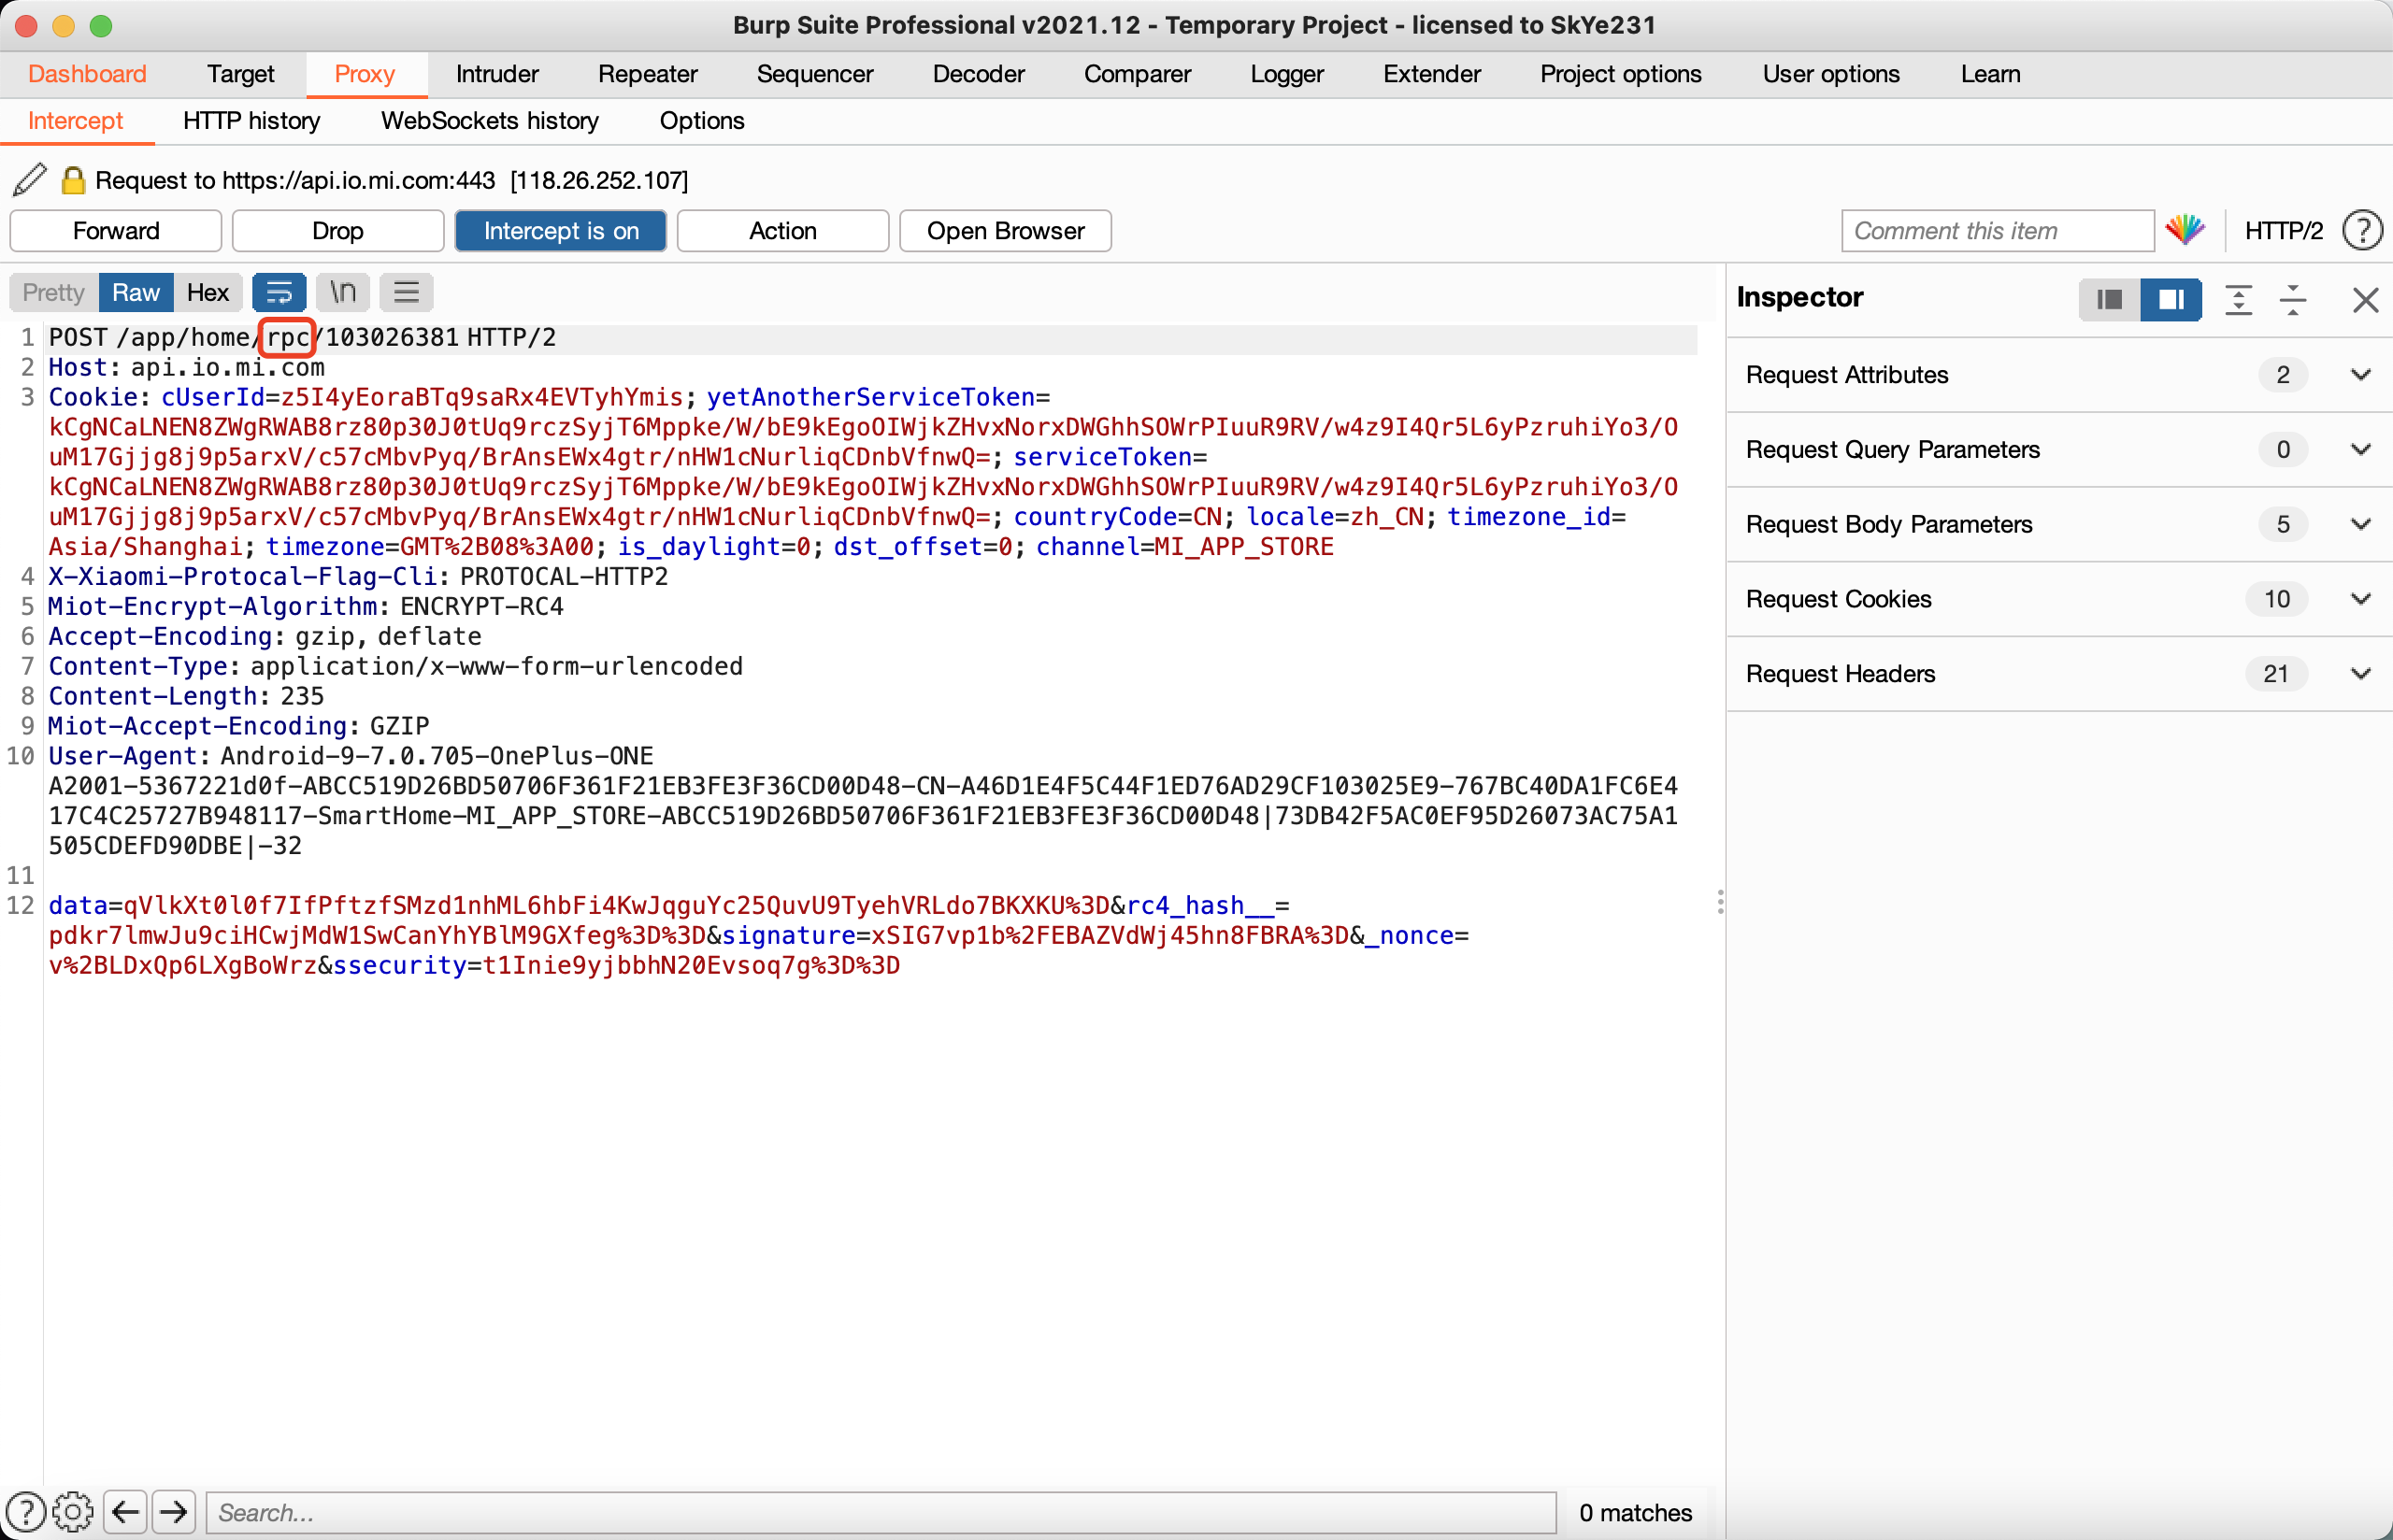 Burp Suite Professional v2021.12 - Temporary Project - licensed to SkYe231
Dashboard Target Proxy Intruder Repeater Sequencer Decoder Comparer Logger Extender Project options User options Learn
Intercept HTTP history WebSockets history Options
Request to https://api.io.mi.com:443 [118.26.252.107]
Forward Drop Intercept is on Action Open Browser Comment this item HTTP/2 ?
Pretty Raw Hex \n
Inspector
1 POST /app/home/rpc/103026381 HTTP/2
2 Host: api.io.mi.com
3 Cookie: cUserId=z5I4yEoraBTq9saRx4EVTyhYmis; yetAnotherServiceToken=
kCgNCaLNEN8ZWgRWAB8rz80p30J0tUq9rczSyjT6Mppke/W/bE9kEgoOIWjkZHvxNorxDWGhhSOWrPIuuR9RV/w4z9I4Qr5L6yPzruhiYo3/O
uM17Gjjg8j9p5arxV/c57cMbvPyq/BrAnsEWx4gtr/nHW1cNurliqCDnbVfnwQ=; serviceToken=
kCgNCaLNEN8ZWgRWAB8rz80p30J0tUq9rczSyjT6Mppke/W/bE9kEgoOIWjkZHvxNorxDWGhhSOWrPIuuR9RV/w4z9I4Qr5L6yPzruhiYo3/O
uM17Gjjg8j9p5arxV/c57cMbvPyq/BrAnsEWx4gtr/nHW1cNurliqCDnbVfnwQ=; countryCode=CN; locale=zh_CN; timezone_id=
Asia/Shanghai; timezone=GMT%2B08%3A00; is_daylight=0; dst_offset=0; channel=MI_APP_STORE
4 X-Xiaomi-Protocal-Flag-Cli: PROTOCAL-HTTP2
5 Miot-Encrypt-Algorithm: ENCRYPT-RC4
6 Accept-Encoding: gzip, deflate
7 Content-Type: application/x-www-form-urlencoded
8 Content-Length: 235
9 Miot-Accept-Encoding: GZIP
10 User-Agent: Android-9-7.0.705-OnePlus-ONE
A2001-5367221d0f-ABCC519D26BD50706F361F21EB3FE3F36CD00D48-CN-A46D1E4F5C44F1ED76AD29CF103025E9-767BC40DA1FC6E4
17C4C25727B948117-SmartHome-MI_APP_STORE-ABCC519D26BD50706F361F21EB3FE3F36CD00D48|73DB42F5AC0EF95D26073AC75A1
505CDEFD90DBE|-32
11
12 data=qVlkXt0l0f7IfPftzfSMzd1nhML6hbFi4KwJqguYc25QuvU9TyehVRLdo7BKXKU%3D&rc4_hash__=
pdkr7lmwJu9ciHCwjMdW1SwCanYhYBlM9GXfeg%3D%3D&signature=xSIG7vp1b%2FEBAZVdWj45hn8FBRA%3D&_nonce=
v%2BLDxQp6LXgBoWrz&ssecurity=t1Inie9yjbbhN20Evsoq7g%3D%3D
Request Attributes 2
Request Query Parameters 0
Request Body Parameters 5
Request Cookies 10
Request Headers 21
? Search... 0 matches